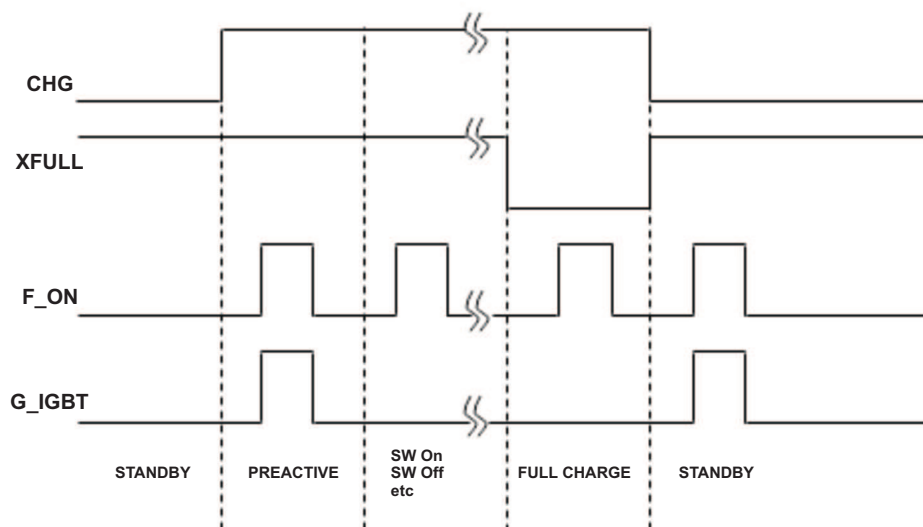 CHG
XFULL
F_ON
G_IGBT
STANDBY
PREACTIVE
SW On
SW Off
etc
FULL CHARGE
STANDBY